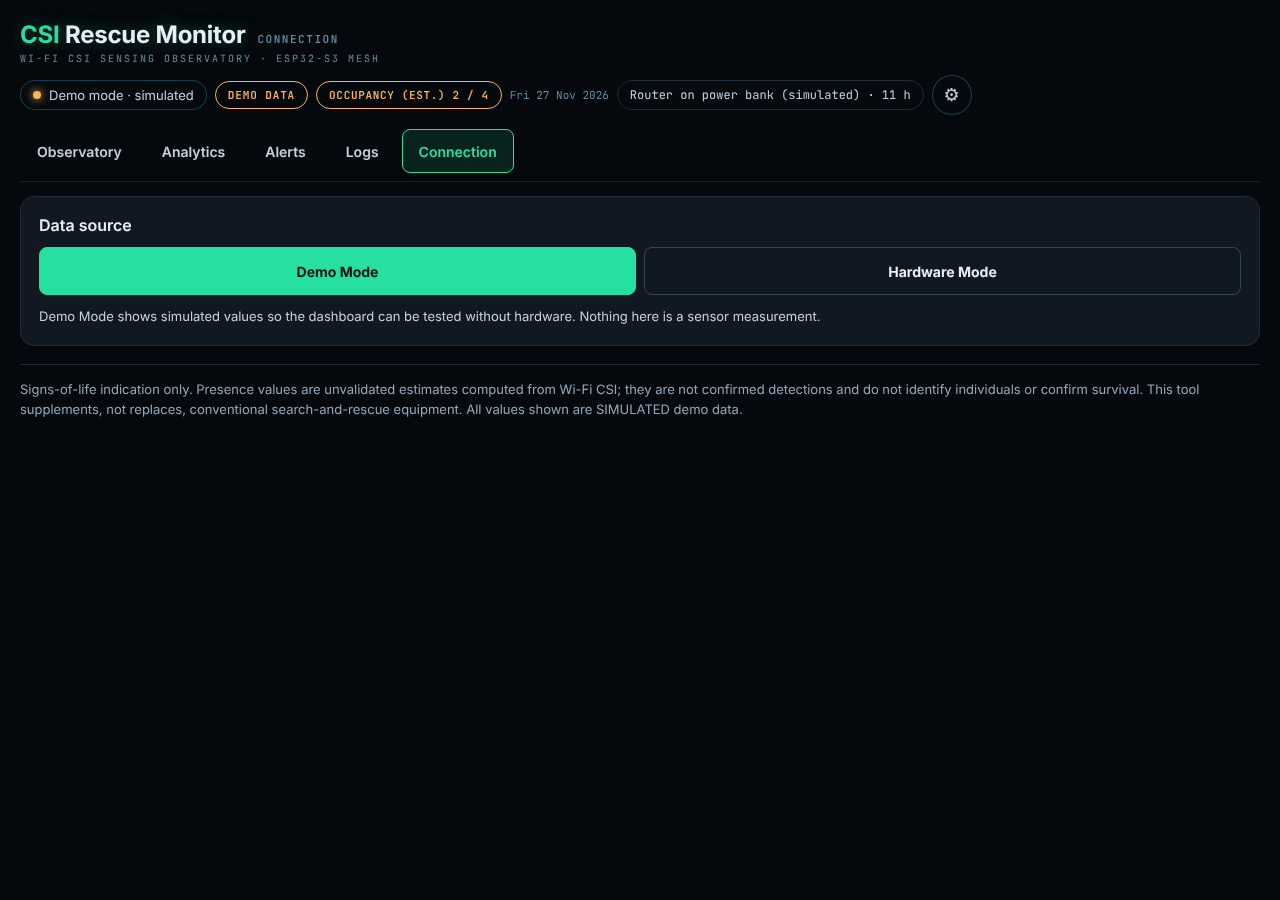 CSI Rescue Monitor CONNECTION
WI-FI CSI SENSING OBSERVATORY · ESP32-S3 MESH
Demo mode · simulated DEMO DATA OCCUPANCY (EST.) 2 / 4 Fri 27 Nov 2026 Router on power bank (simulated) · 11 h
Observatory Analytics Alerts Logs Connection
Data source
Demo Mode Hardware Mode
Demo Mode shows simulated values so the dashboard can be tested without hardware. Nothing here is a sensor measurement.
Signs-of-life indication only. Presence values are unvalidated estimates computed from Wi-Fi CSI; they are not confirmed detections and do not identify individuals or confirm survival. This tool
supplements, not replaces, conventional search-and-rescue equipment. All values shown are SIMULATED demo data.